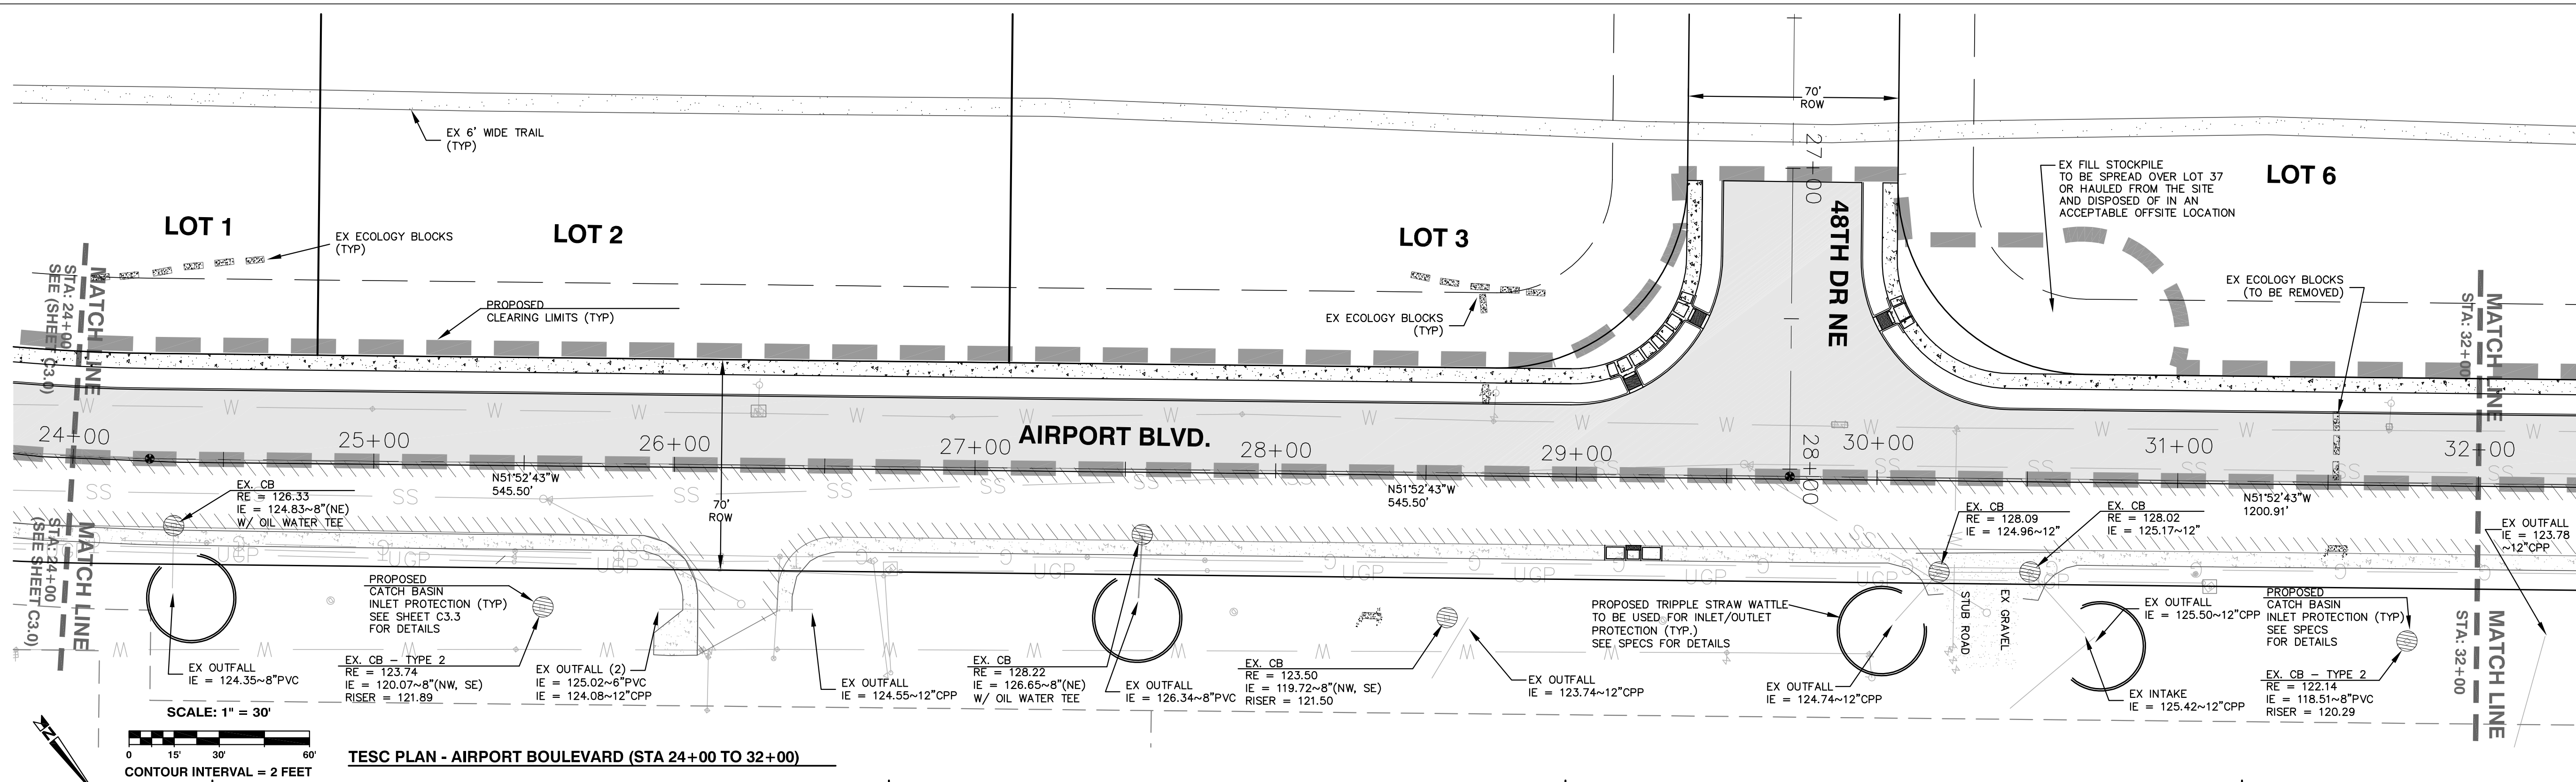 70'
ROW
EX 6' WIDE TRAIL
(TYP)
27+00
EX FILL STOCKPILE
TO BE SPREAD OVER LOT 37
OR HAULED FROM THE SITE
AND DISPOSED OF IN AN
ACCEPTABLE OFFSITE LOCATION
LOT 6
LOT 1
LOT 2
LOT 3
48TH DR NE
EX ECOLOGY BLOCKS
(TYP)
MATCH LINE
STA: 24+00
SEE (SHEET C3.0)
PROPOSED
CLEARING LIMITS (TYP)
EX ECOLOGY BLOCKS
(TYP)
EX ECOLOGY BLOCKS
(TO BE REMOVED)
MATCH LINE
STA: 32+00
W W W W W W W W W W W
24+00
25+00
26+00
27+00
AIRPORT BLVD.
28+00
29+00
28+00
30+00
31+00
32+00
SS SS SS SS SS SS SS
N51°52'43"W
545.50'
N51°52'43"W
545.50'
N51°52'43"W
1200.91'
EX. CB
RE = 126.33
IE = 124.83~8"(NE)
W/ OIL WATER TEE
70'
ROW
EX. CB
RE = 128.09
IE = 124.96~12"
EX. CB
RE = 128.02
IE = 125.17~12"
EX OUTFALL
IE = 123.78
~12"CPP
MATCH LINE
STA: 24+00
(SEE SHEET C3.0)
UGP UGP UGP UGP UGP UGP UGP
PROPOSED
CATCH BASIN
INLET PROTECTION (TYP)
SEE SHEET C3.3
FOR DETAILS
PROPOSED TRIPPLE STRAW WATTLE
TO BE USED FOR INLET/OUTLET
PROTECTION (TYP.)
SEE SPECS FOR DETAILS
STUB ROAD
EX GRAVEL
EX OUTFALL
IE = 125.50~12"CPP
PROPOSED
CATCH BASIN
INLET PROTECTION (TYP)
SEE SPECS
FOR DETAILS
MATCH LINE
STA: 32+00
EX OUTFALL
IE = 124.35~8"PVC
EX. CB – TYPE 2
RE = 123.74
IE = 120.07~8"(NW, SE)
RISER = 121.89
EX OUTFALL (2)
IE = 125.02~6"PVC
IE = 124.08~12"CPP
EX OUTFALL
IE = 124.55~12"CPP
EX. CB
RE = 128.22
IE = 126.65~8"(NE)
W/ OIL WATER TEE
EX OUTFALL
IE = 126.34~8"PVC
EX. CB
RE = 123.50
IE = 119.72~8"(NW, SE)
RISER = 121.50
EX OUTFALL
IE = 123.74~12"CPP
EX OUTFALL
IE = 124.74~12"CPP
EX INTAKE
IE = 125.42~12"CPP
EX. CB – TYPE 2
RE = 122.14
IE = 118.51~8"PVC
RISER = 120.29
N
SCALE: 1" = 30'
0 15' 30' 60'
CONTOUR INTERVAL = 2 FEET
TESC PLAN - AIRPORT BOULEVARD (STA 24+00 TO 32+00)